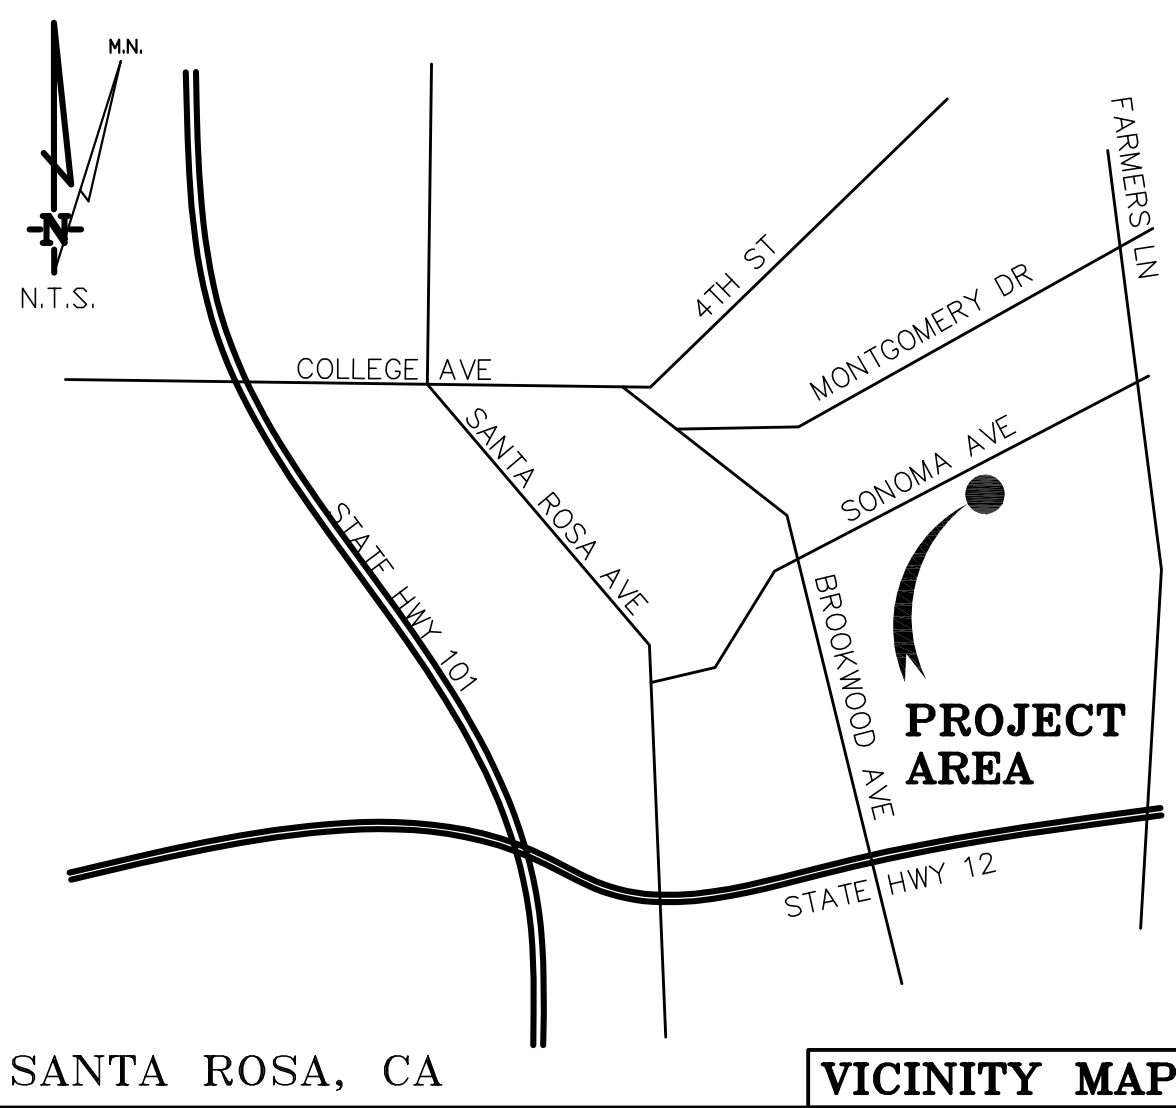 M.N.
N
N.T.S.
FARMERS LN
4TH ST
MONTGOMERY DR
COLLEGE AVE
SANTA ROSA AVE
SONOMA AVE
STATE HWY 101
BROOKWOOD AVE
PROJECT
AREA
STATE HWY 12
SANTA ROSA, CA
VICINITY MAP